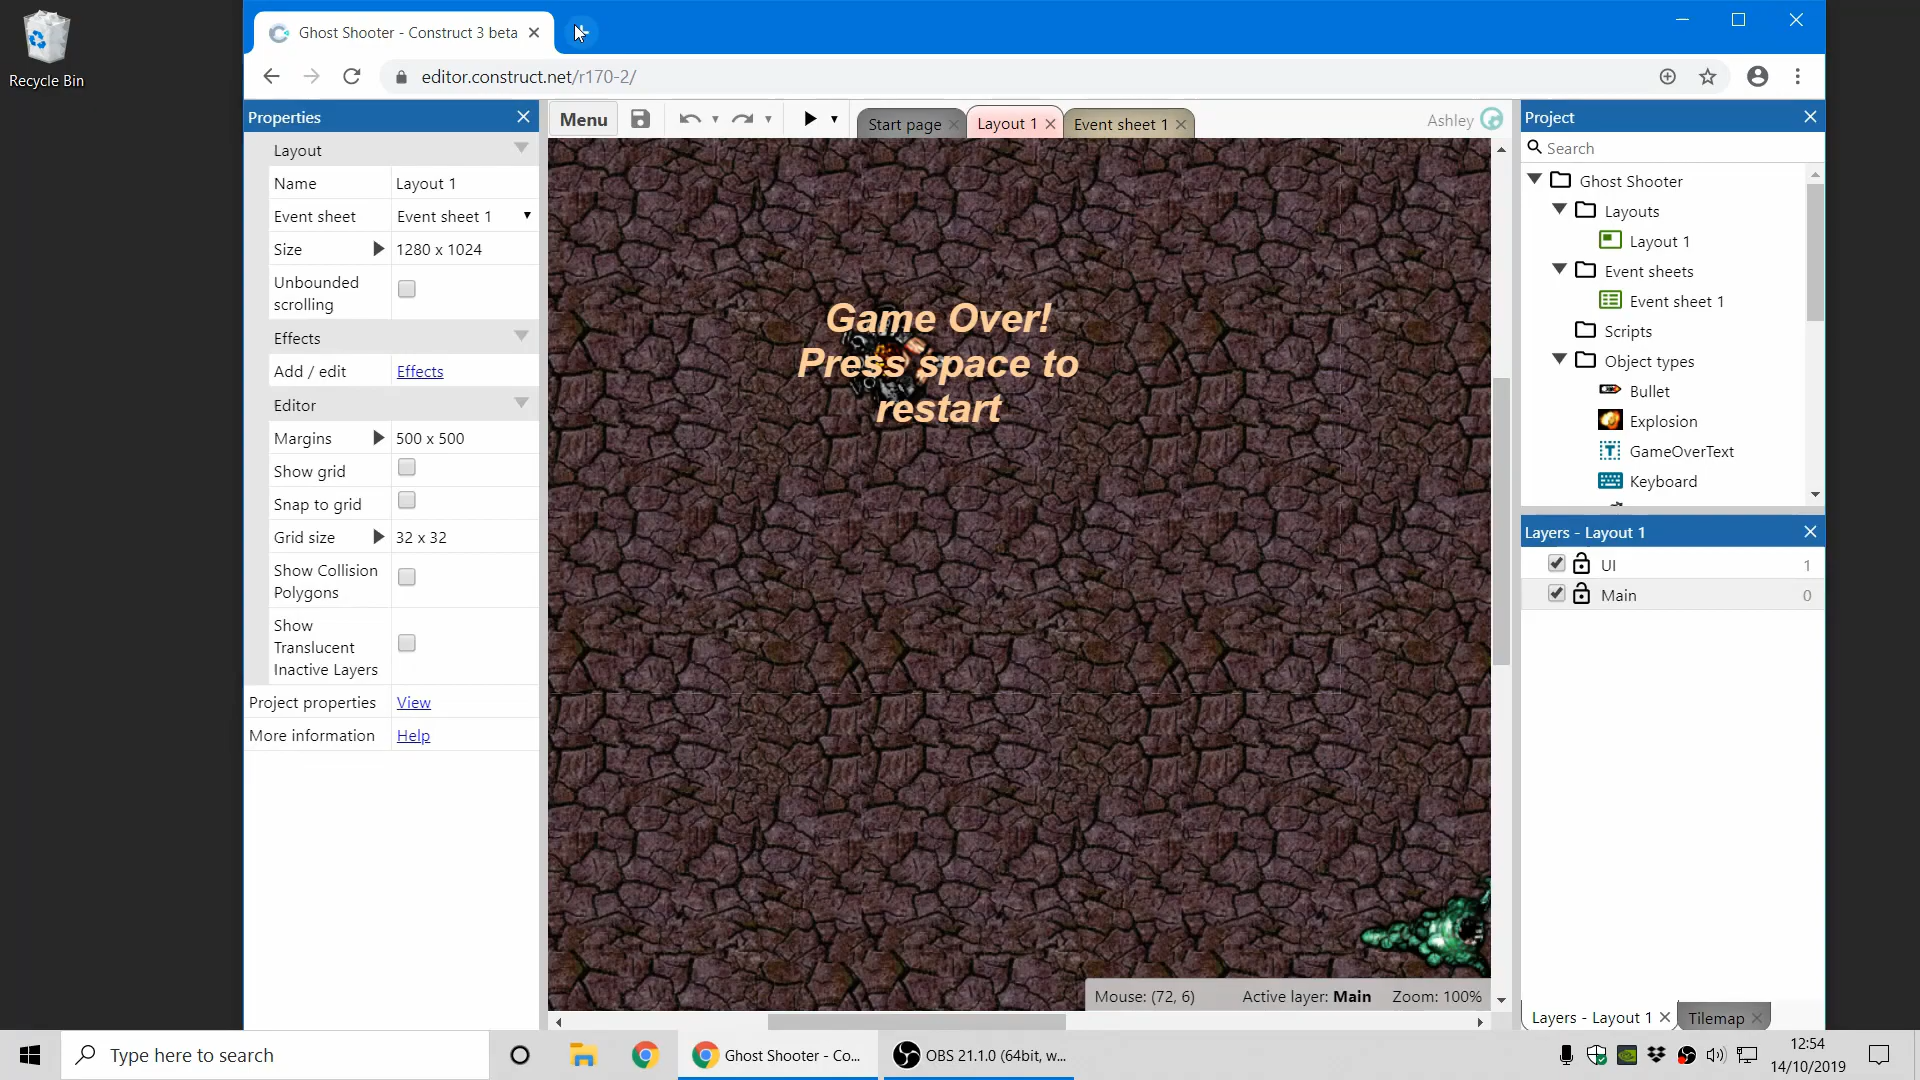 Recycle Bin
Ghost Shooter - Construct 3 beta
editor.construct.net/r170-2/
Properties
Layout
Name Layout 1
Event sheet Event sheet 1
Size 1280 x 1024
Unbounded
scrolling
Effects
Add / edit Effects
Editor
Margins 500 x 500
Show grid
Snap to grid
Grid size 32 x 32
Show Collision
Polygons
Show
Translucent
Inactive Layers
Project properties View
More information Help
Menu
Start page
Layout 1
Event sheet 1
Ashley
Game Over!
Press space to
restart
Mouse: (72, 6) Active layer: Main Zoom: 100%
Project
Search
Ghost Shooter
Layouts
Layout 1
Event sheets
Event sheet 1
Scripts
Object types
Bullet
Explosion
GameOverText
Keyboard
Layers - Layout 1
UI 1
Main 0
Layers - Layout 1
Tilemap
Type here to search
Ghost Shooter - Co...
OBS 21.1.0 (64bit, w...
12:54
14/10/2019